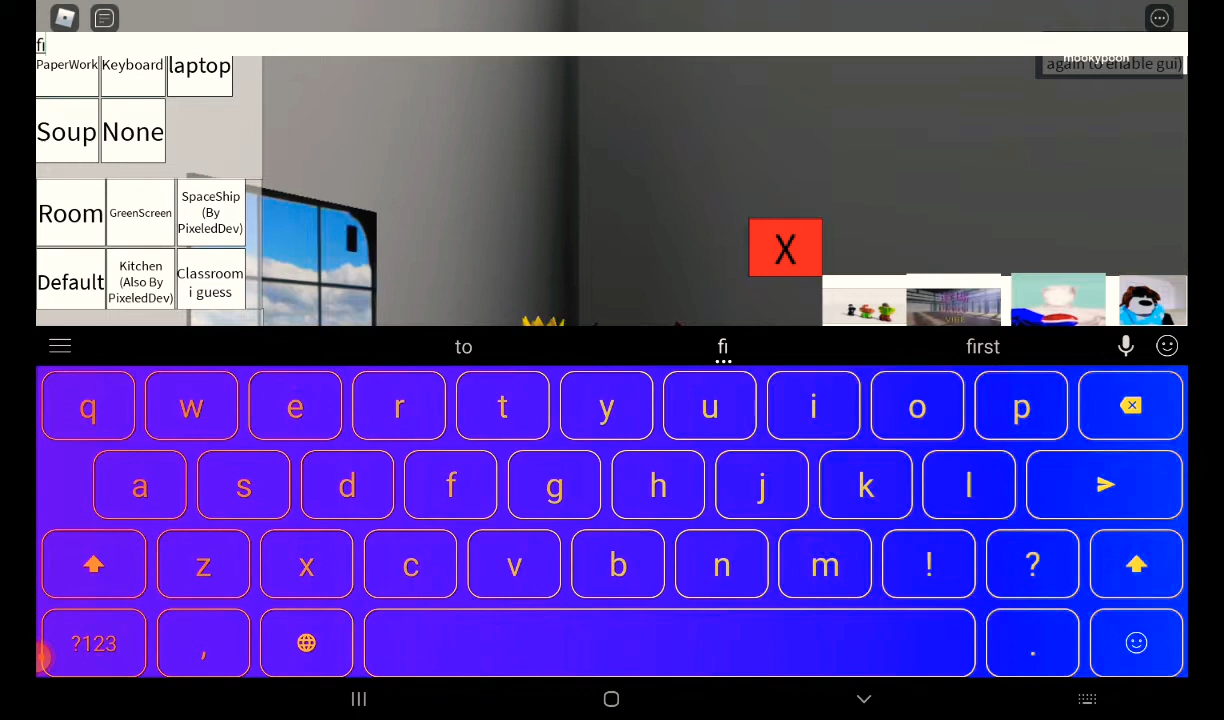 fi
mookypoon
again to enable gui)
PaperWork Keyboard laptop
Soup None
Room GreenScreen SpaceShip
(By
PixeledDev)
Default Kitchen
(Also By
PixeledDev) Classroom
i guess
X
to fi first
q w e r t y u i o p
a s d f g h j k l
z x c v b n m ! ?
?123 , .